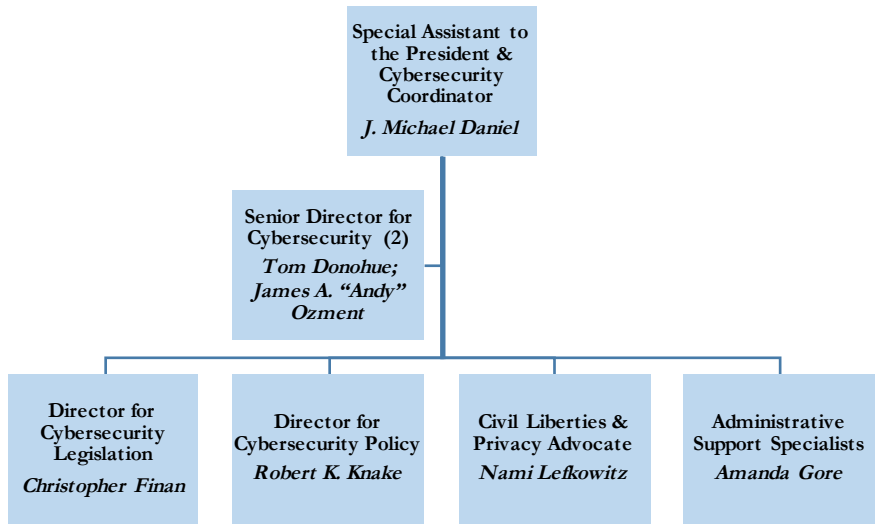 Special Assistant to
the President &
Cybersecurity
Coordinator
J. Michael Daniel
Senior Director for
Cybersecurity (2)
Tom Donohue;
James A. “Andy”
Ozment
Director for
Cybersecurity
Legislation
Christopher Finan
Director for
Cybersecurity Policy
Robert K. Knake
Civil Liberties &
Privacy Advocate
Nami Lefkowitz
Administrative
Support Specialists
Amanda Gore